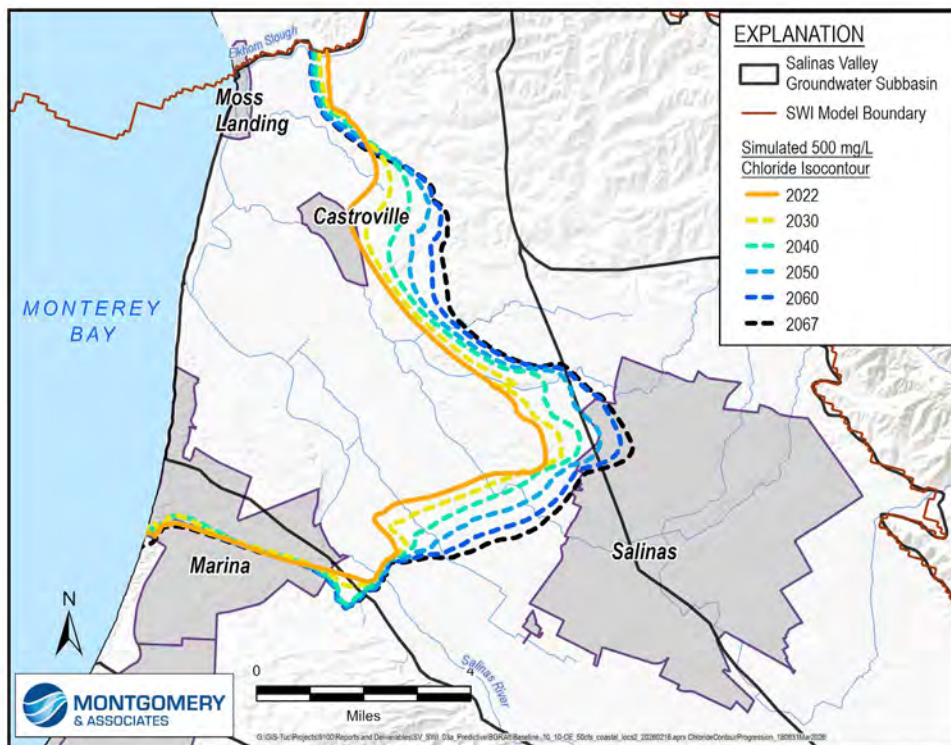 Elkhorn Slough
Moss
Landing
Castroville
MONTEREY
BAY
Marina
Salinas
Salinas River
N
0
4
Miles
MONTGOMERY
& ASSOCIATES
EXPLANATION
Salinas Valley
Groundwater Subbasin
SWI Model Boundary
Simulated 500 mg/L
Chloride Isocontour
2022
2030
2040
2050
2060
2067